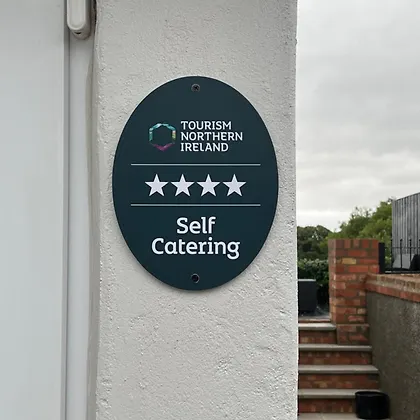 TOURISM
NORTHERN
IRELAND
Self
Catering